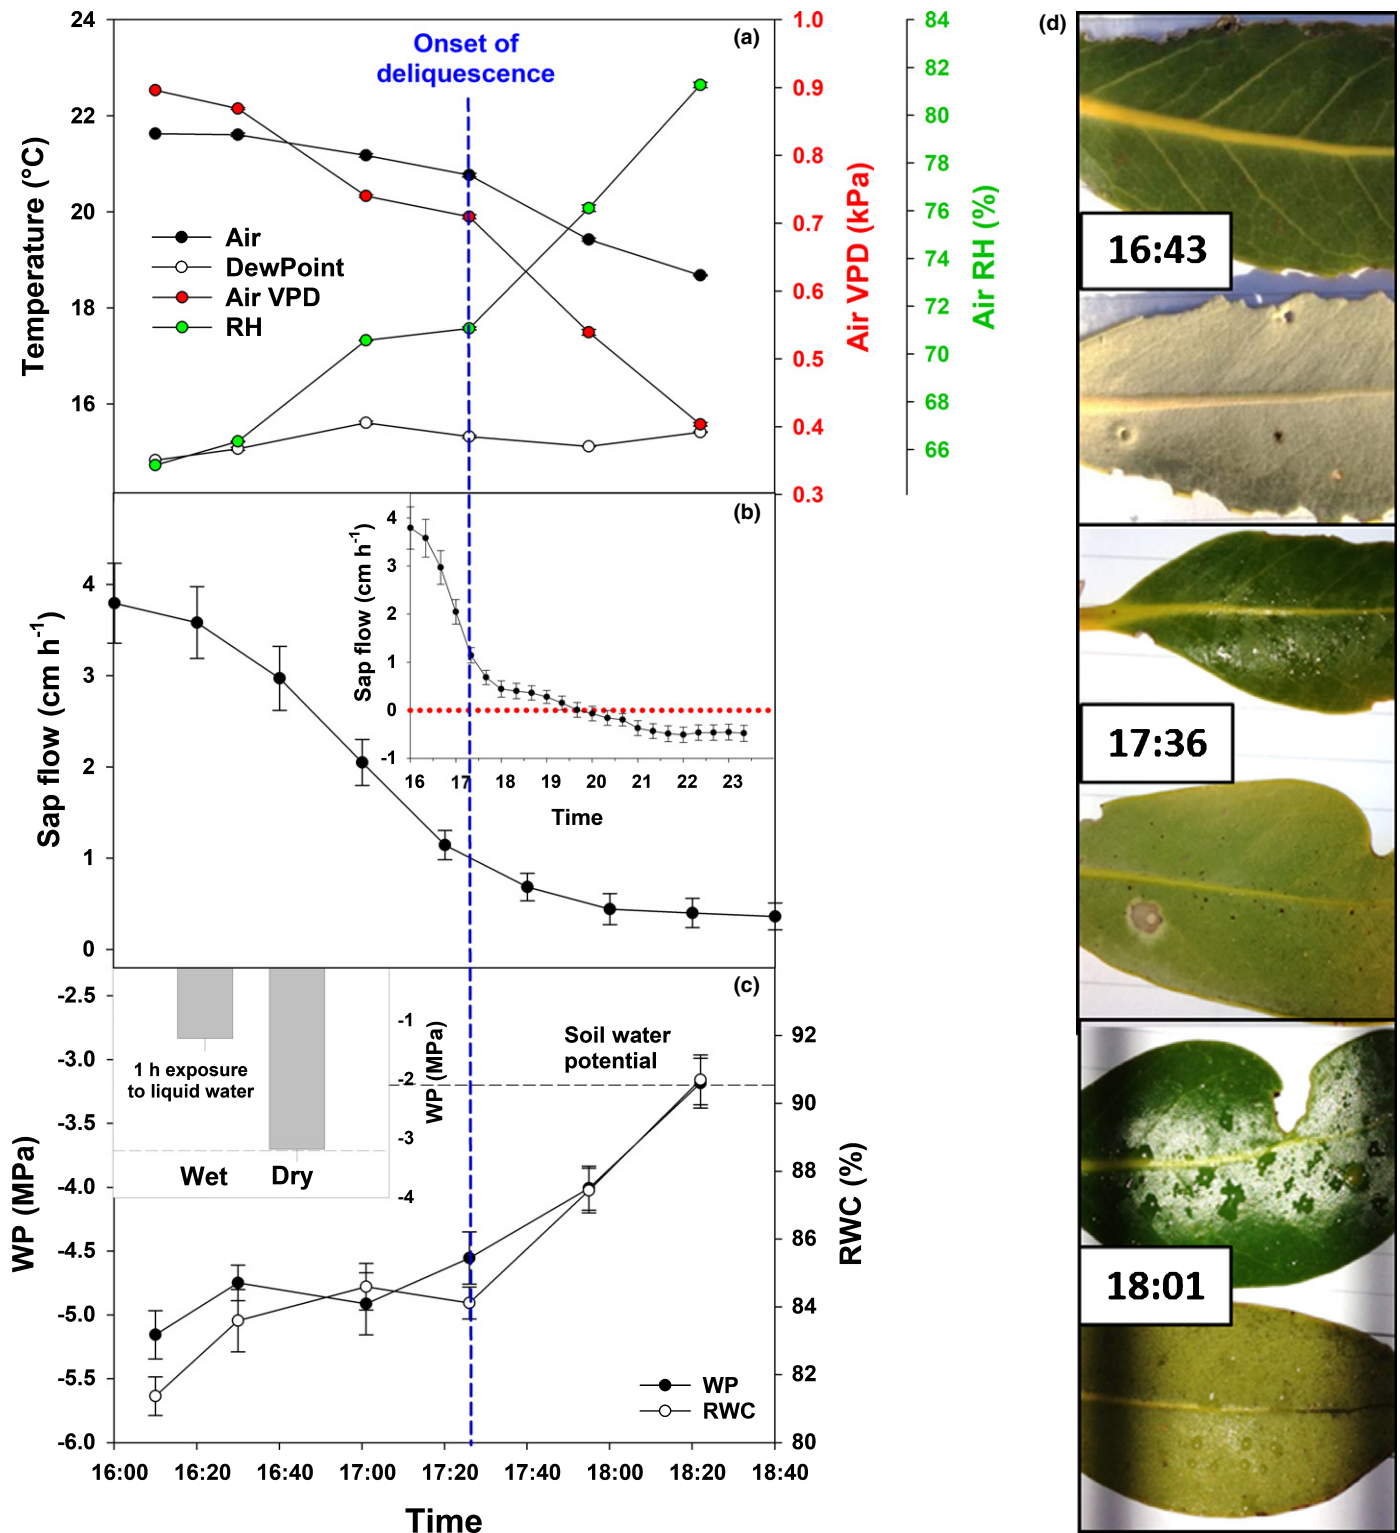 24
22
20
18
16
Temperature (°C)
(a)
Onset of
deliquescence
Air
DewPoint
Air VPD
RH
1.0
0.9
0.8
0.7
0.6
0.5
0.4
0.3
Air VPD (kPa)
84
82
80
78
76
74
72
70
68
66
Air RH (%)
(b)
4
3
2
1
0
Sap flow (cm h-1)
4
3
2
1
0
-1
Sap flow (cm h-1)
16 17 18 19 20 21 22 23
Time
(c)
-2.5
-3.0
-3.5
-4.0
-4.5
-5.0
-5.5
-6.0
WP (MPa)
1 h exposure
to liquid water
Wet Dry
-1
-2
-3
-4
WP (MPa)
Soil water
potential
92
90
88
86
84
82
80
RWC (%)
WP
RWC
16:00 16:20 16:40 17:00 17:20 17:40 18:00 18:20 18:40
Time
(d)
16:43
17:36
18:01